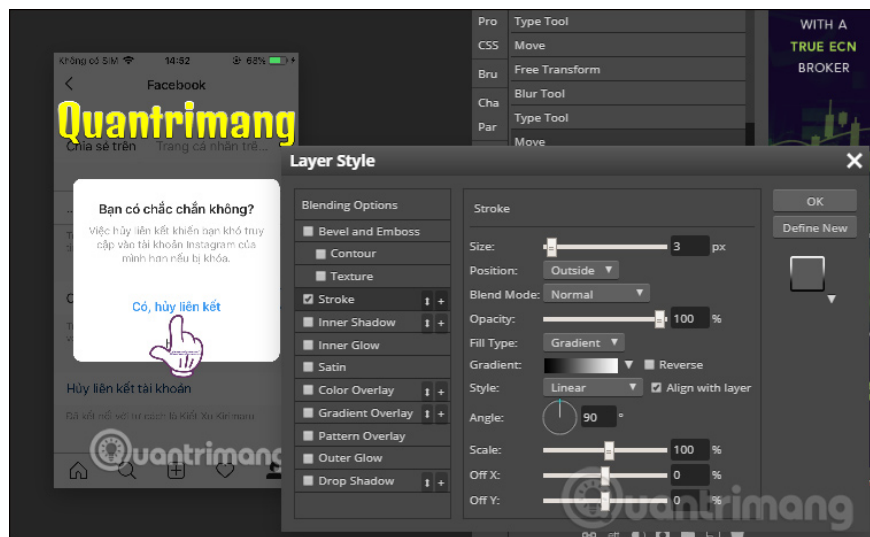 Pro Type Tool
CSS Move
Bru Free Transform
Blur Tool
Cha
Type Tool
Par
Move
WITH A
TRUE ECN
BROKER
Không có SIM 14:52 68%
Facebook
Quantrimang
Chia sẻ trên Trang cá nhân trê...
Bạn có chắc chắn không?
Việc hủy liên kết khiến bạn khó truy
cập vào tài khoản Instagram của
mình hơn nếu bị khóa.
Có, hủy liên kết
Hủy liên kết tài khoản
Quantrimang
Layer Style
Blending Options
Bevel and Emboss
Contour
Texture
Stroke
Inner Shadow
Inner Glow
Satin
Color Overlay
Gradient Overlay
Pattern Overlay
Outer Glow
Drop Shadow
Stroke
Size: 3 px
Position: Outside
Blend Mode: Normal
Opacity: 100 %
Fill Type: Gradient
Gradient: Reverse
Style: Linear Align with layer
Angle: 90 °
Scale: 100 %
Off X: 0 %
Off Y: 0 %
OK
Define New
Quantrimang
eff